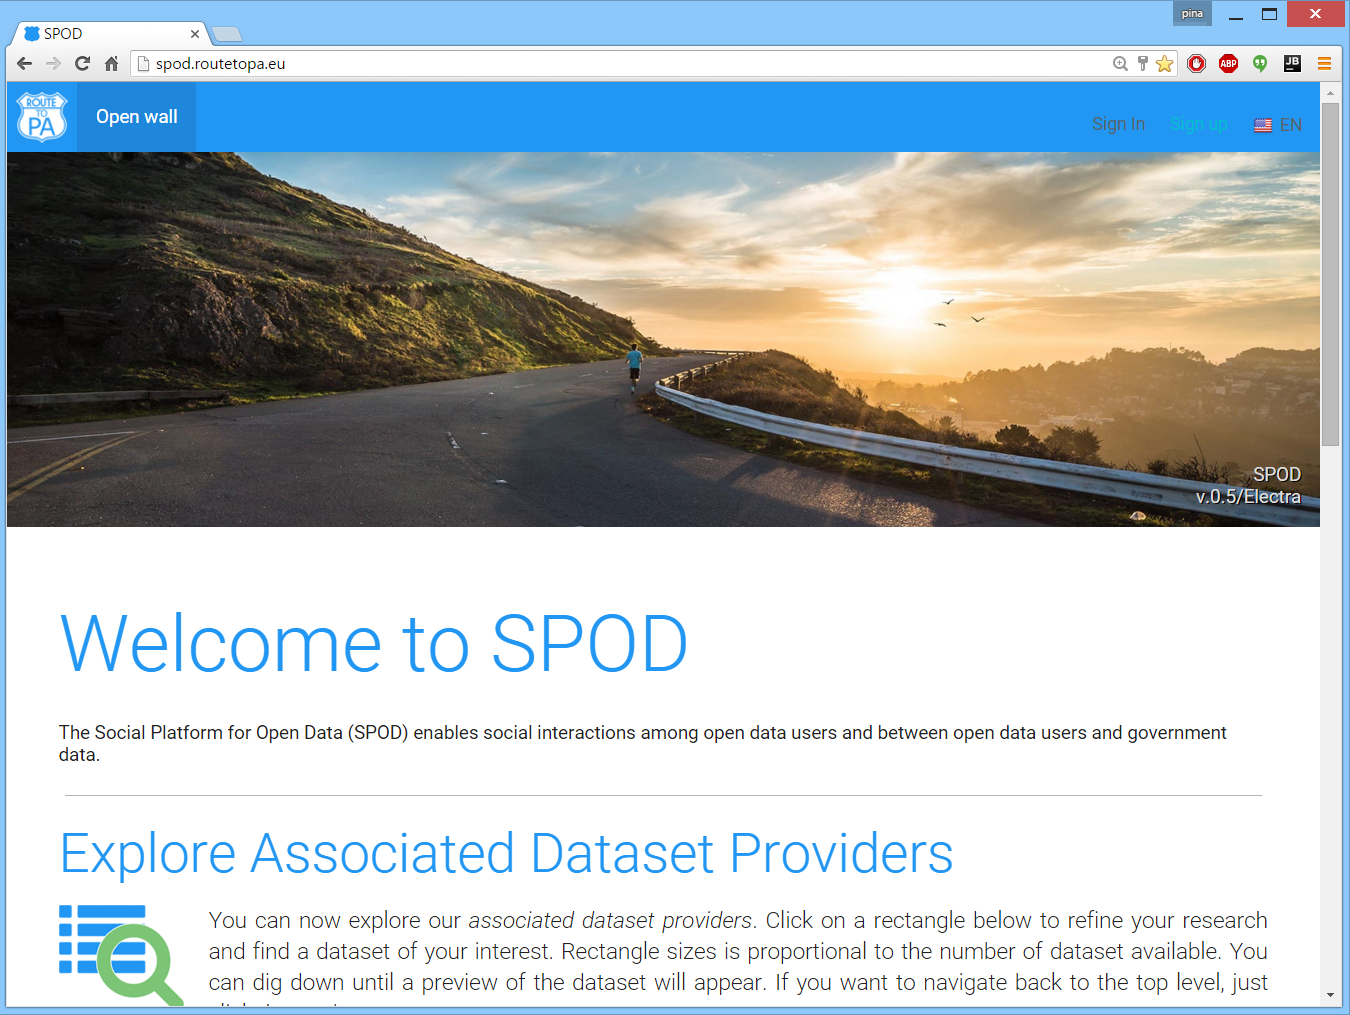 pina
SPOD
spod.routetopa.eu
ABP
JB
ROUTE
TO
PA
Open wall
Sign In
Sign up
EN
SPOD
v.0.5/Electra
Welcome to SPOD
The Social Platform for Open Data (SPOD) enables social interactions among open data users and between open data users and government
data.
Explore Associated Dataset Providers
You can now explore our associated dataset providers. Click on a rectangle below to refine your research
and find a dataset of your interest. Rectangle sizes is proportional to the number of dataset available. You
can dig down until a preview of the dataset will appear. If you want to navigate back to the top level, just